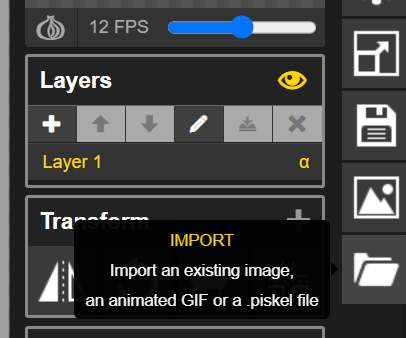 12 FPS
Layers
Layer 1 α
Transform
IMPORT
Import an existing image,
an animated GIF or a .piskel file